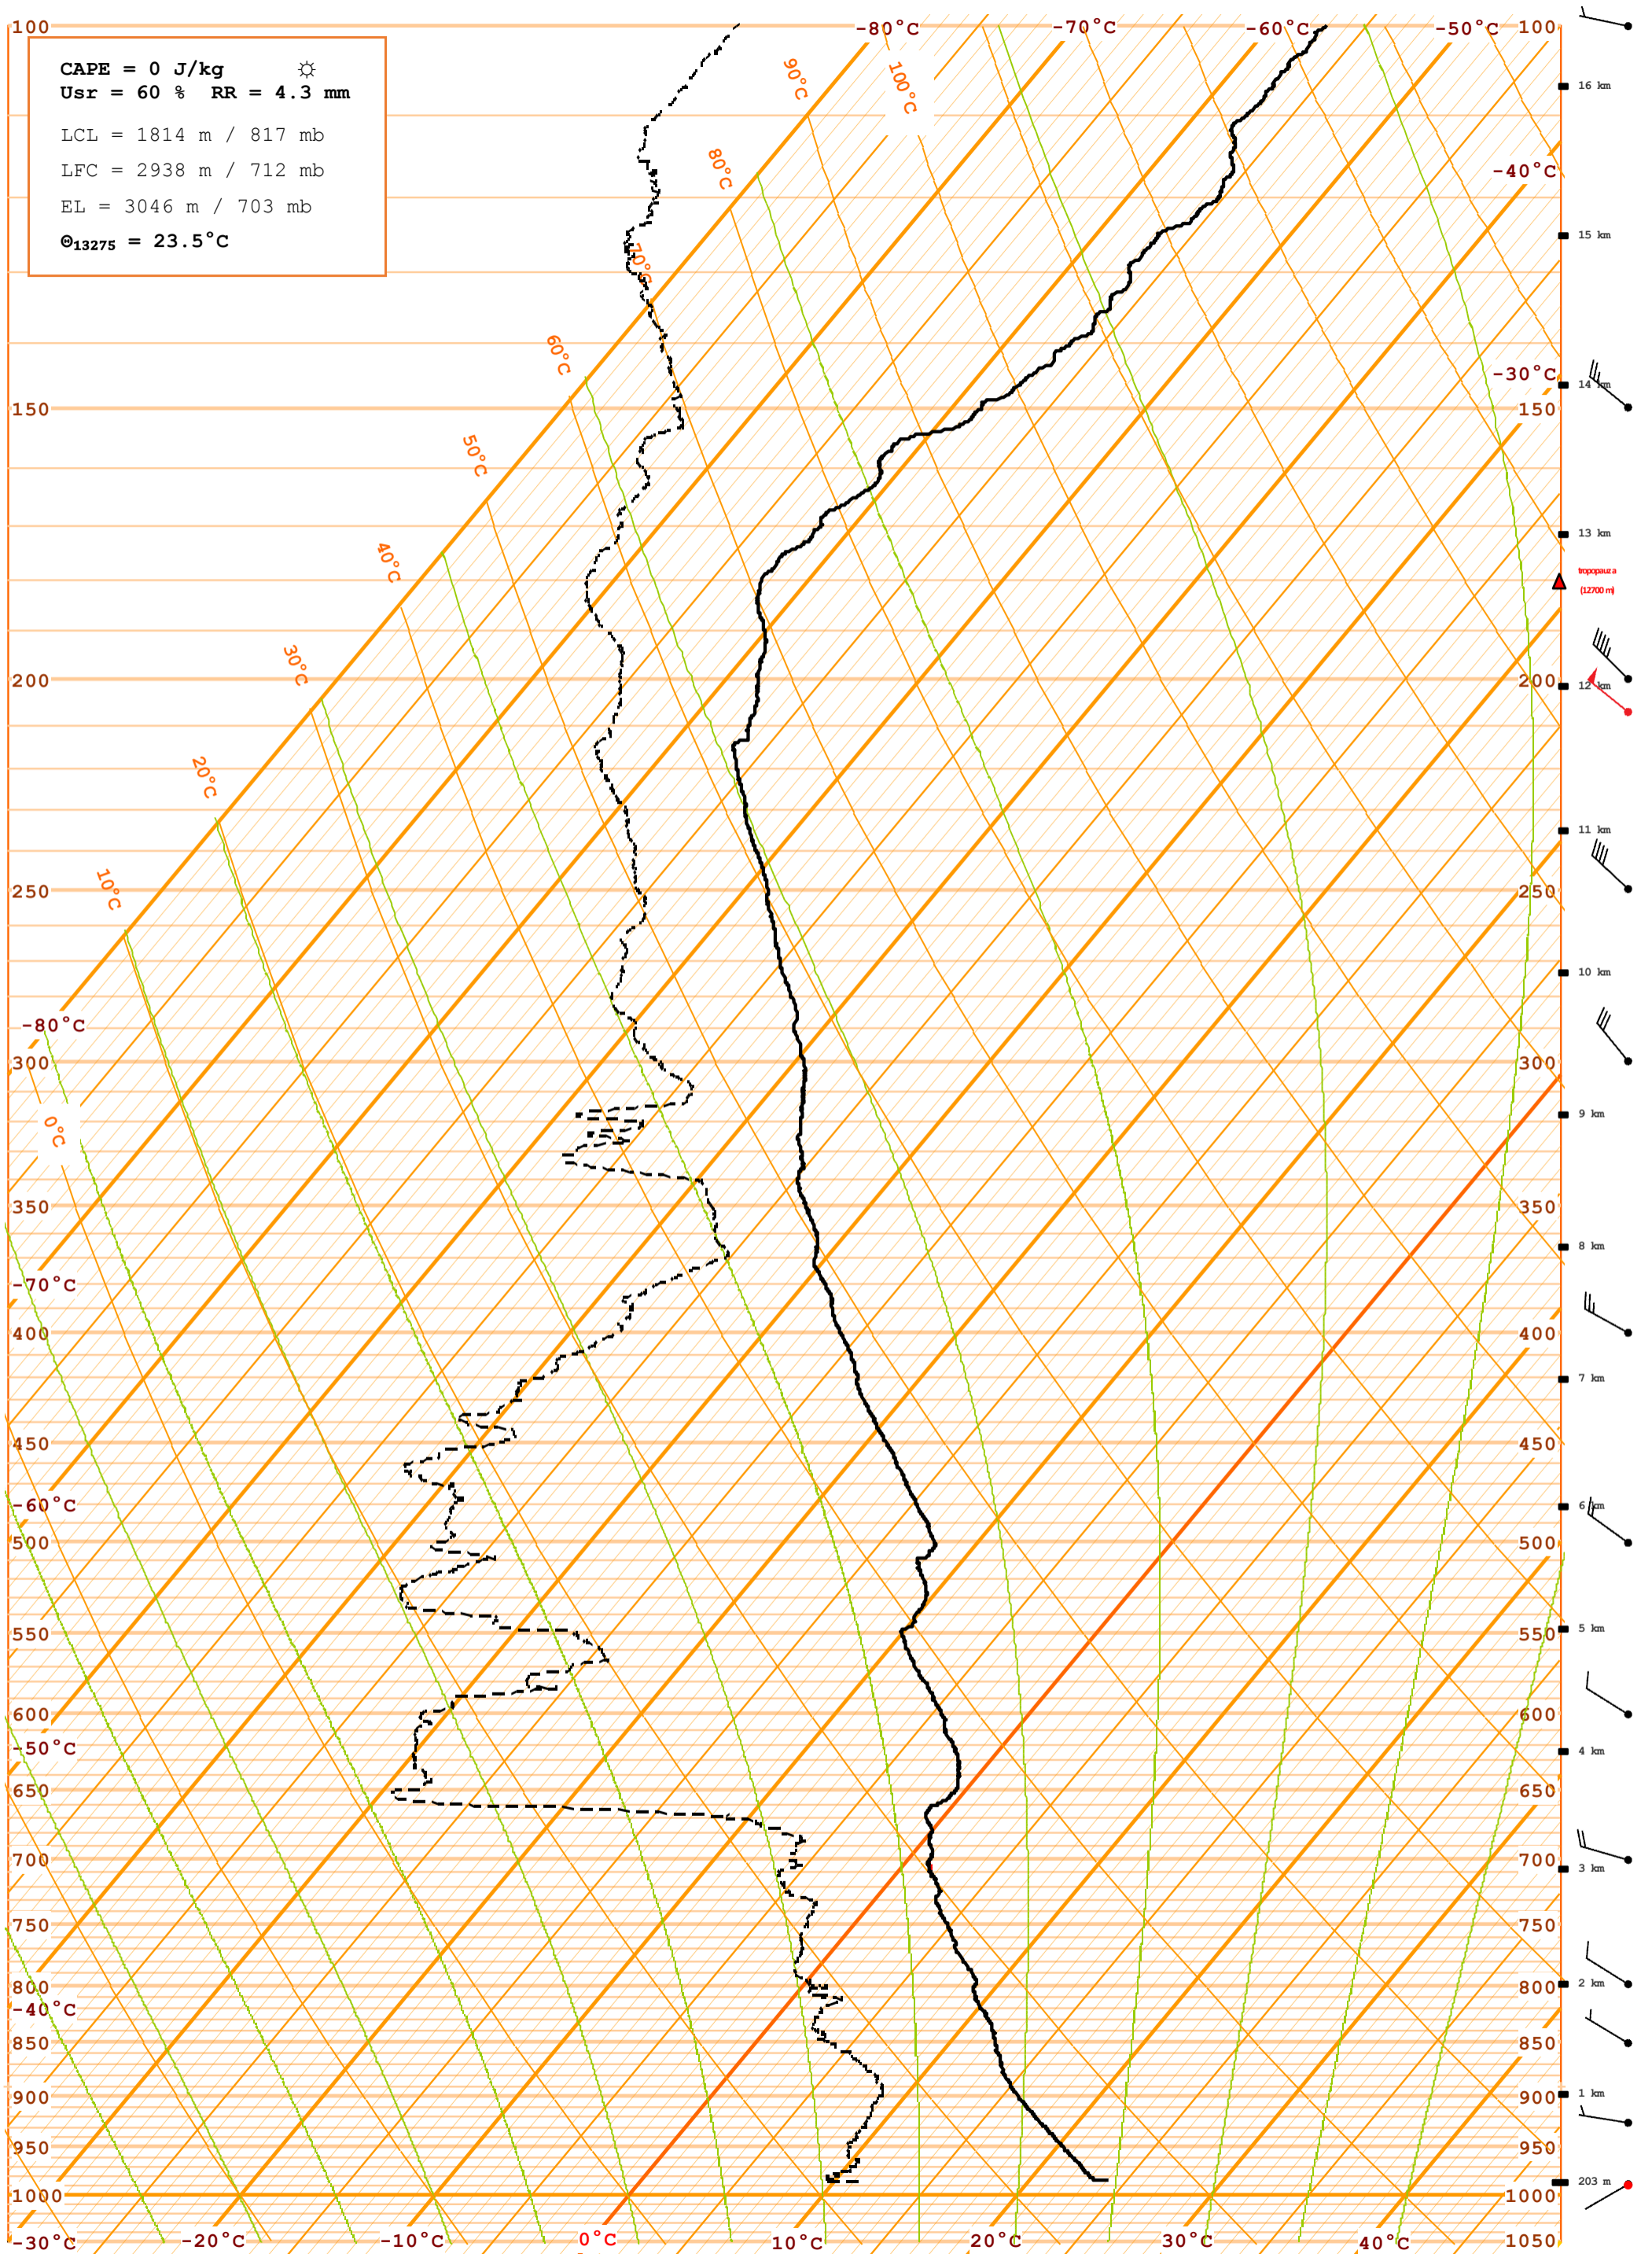 100 -80°C -70°C -60°C -50°C 100
CAPE = 0 J/kg ☼
Usr = 60 % RR = 4.3 mm
LCL = 1814 m / 817 mb
LFC = 2938 m / 712 mb
EL = 3046 m / 703 mb
Θ13275 = 23.5°C
90°C 100°C
16 km
80°C
-40°C
15 km
70°C
60°C
-30°C
14 km
150 150
50°C
13 km
40°C
tropopauza
(12700 m)
30°C
200 200
12 km
20°C
11 km
10°C
250 250
10 km
-80°C
300 300
0°C
9 km
350 350
8 km
-70°C
400 400
7 km
450 450
-60°C
6 km
500 500
550 550
5 km
600 600
-50°C
4 km
650 650
700 700
3 km
750 750
800 800
2 km
-40°C
850 850
900 900
1 km
950 950
203 m
1000 1000
-30°C -20°C -10°C 0°C 10°C 20°C 30°C 40°C 1050